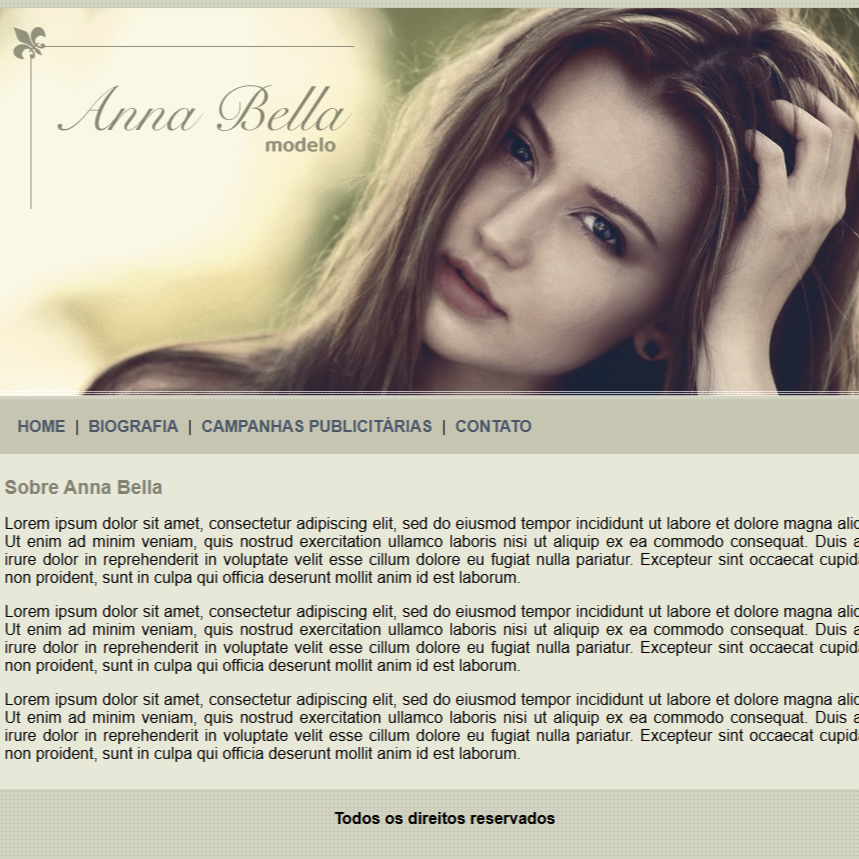 Anna Bella
modelo
HOME | BIOGRAFIA | CAMPANHAS PUBLICITÁRIAS | CONTATO
Sobre Anna Bella
Lorem ipsum dolor sit amet, consectetur adipiscing elit, sed do eiusmod tempor incididunt ut labore et dolore magna
Ut enim ad minim veniam, quis nostrud exercitation ullamco laboris nisi ut aliquip ex ea commodo consequat. Duis
irure dolor in reprehenderit in voluptate velit esse cillum dolore eu fugiat nulla pariatur. Excepteur sint occaecat
non proident, sunt in culpa qui officia deserunt mollit anim id est laborum.
Lorem ipsum dolor sit amet, consectetur adipiscing elit, sed do eiusmod tempor incididunt ut labore et dolore magna
Ut enim ad minim veniam, quis nostrud exercitation ullamco laboris nisi ut aliquip ex ea commodo consequat. Duis
irure dolor in reprehenderit in voluptate velit esse cillum dolore eu fugiat nulla pariatur. Excepteur sint occaecat
non proident, sunt in culpa qui officia deserunt mollit anim id est laborum.
Lorem ipsum dolor sit amet, consectetur adipiscing elit, sed do eiusmod tempor incididunt ut labore et dolore magna
Ut enim ad minim veniam, quis nostrud exercitation ullamco laboris nisi ut aliquip ex ea commodo consequat. Duis
irure dolor in reprehenderit in voluptate velit esse cillum dolore eu fugiat nulla pariatur. Excepteur sint occaecat
non proident, sunt in culpa qui officia deserunt mollit anim id est laborum.
Todos os direitos reservados